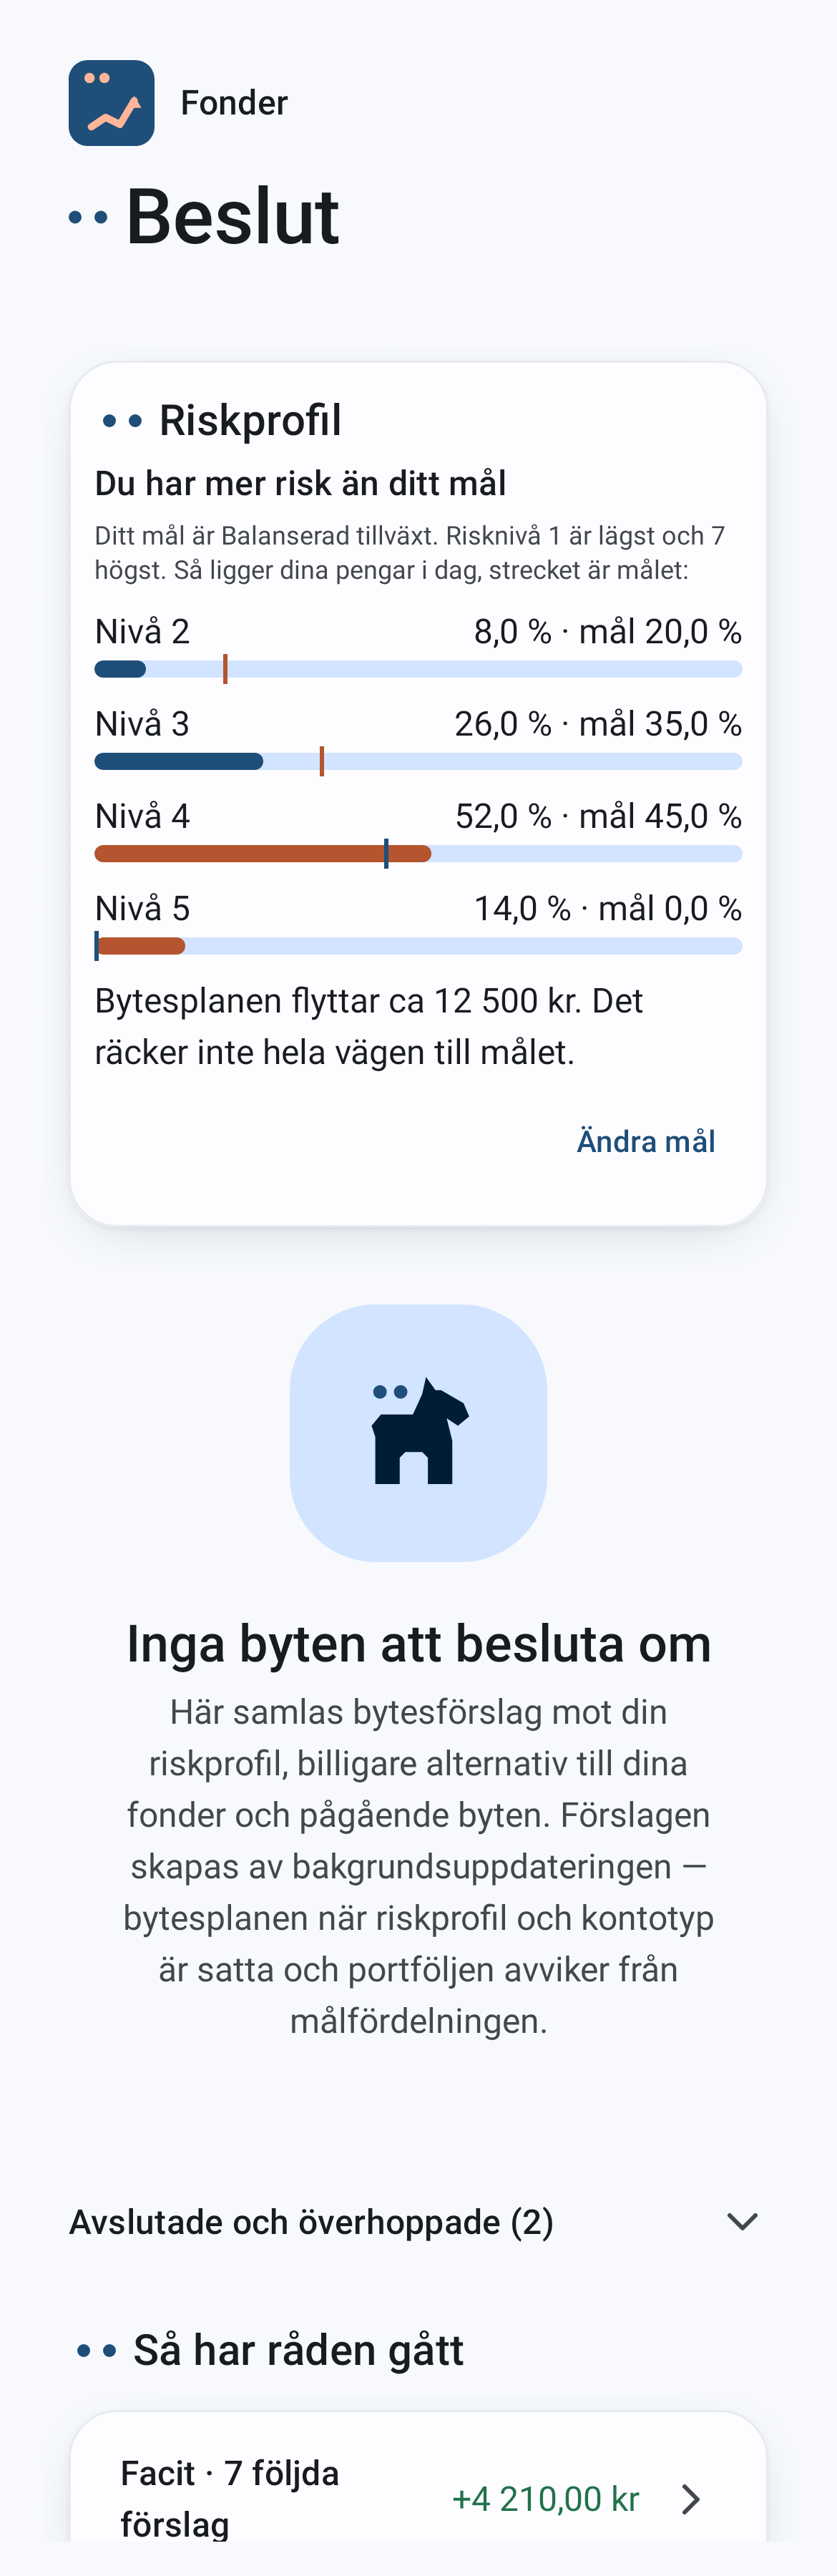 Fonder
Beslut
Riskprofil
Du har mer risk än ditt mål
Ditt mål är Balanserad tillväxt. Risknivå 1 är lägst och 7
högst. Så ligger dina pengar i dag, strecket är målet:
Nivå 2 8,0 % · mål 20,0 %
Nivå 3 26,0 % · mål 35,0 %
Nivå 4 52,0 % · mål 45,0 %
Nivå 5 14,0 % · mål 0,0 %
Bytesplanen flyttar ca 12 500 kr. Det
räcker inte hela vägen till målet.
Ändra mål
Inga byten att besluta om
Här samlas bytesförslag mot din
riskprofil, billigare alternativ till dina
fonder och pågående byten. Förslagen
skapas av bakgrundsuppdateringen —
bytesplanen när riskprofil och kontotyp
är satta och portföljen avviker från
målfördelningen.
Avslutade och överhoppade (2)
Så har råden gått
Facit · 7 följda
förslag
+4 210,00 kr